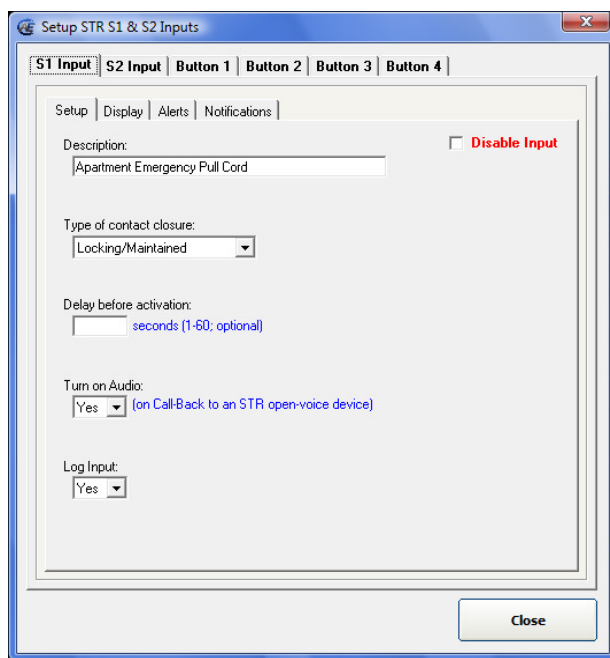 Setup STR S1 & S2 Inputs
S1 Input S2 Input Button 1 Button 2 Button 3 Button 4
Setup Display Alerts Notifications
Description: Disable Input
Apartment Emergency Pull Cord
Type of contact closure:
Locking/Maintained
Delay before activation:
seconds (1-60; optional)
Turn on Audio:
Yes (on Call-Back to an STR open-voice device)
Log Input:
Yes
Close